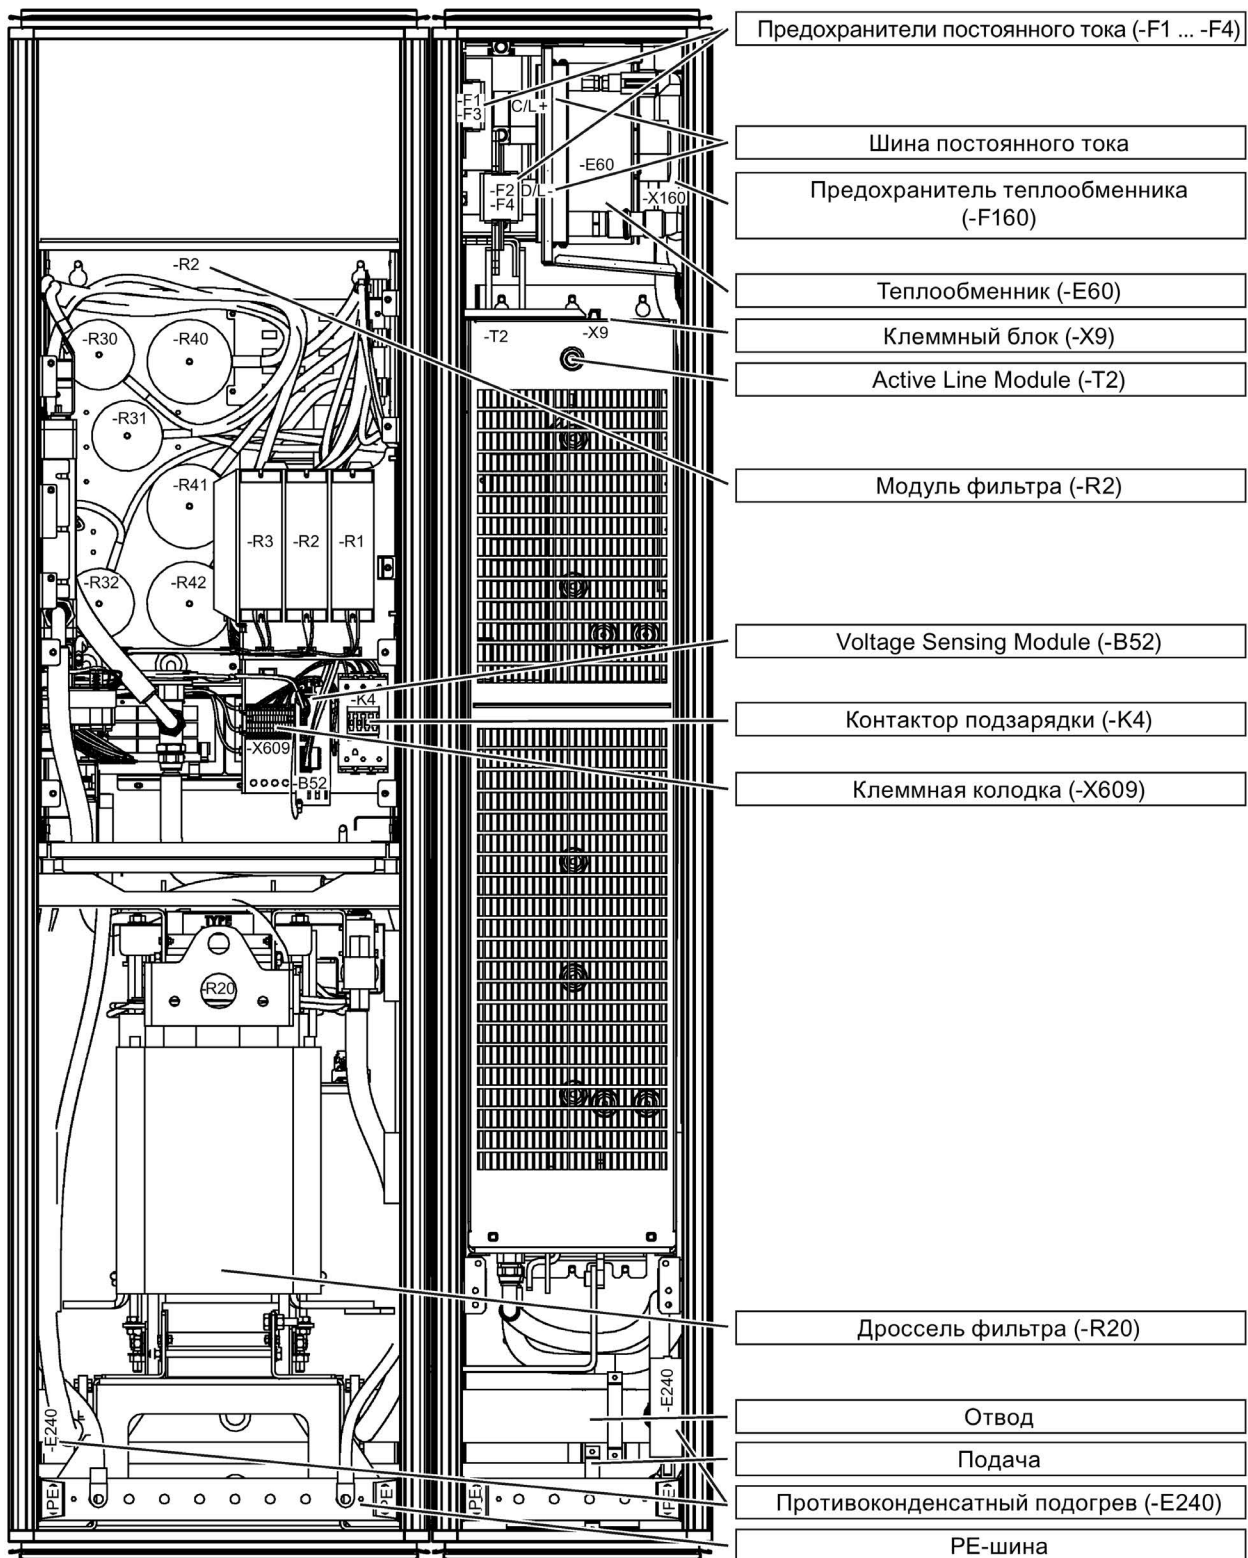 Предохранители постоянного тока (-F1 ... -F4)
-F1
-F3
C/L+
Шина постоянного тока
-E60
Предохранитель теплообменника
(-F160)
-F2
-F4
D/L-
-X160
-R2
Теплообменник (-E60)
-R30
-R40
-T2
-X9
Клеммный блок (-X9)
Active Line Module (-T2)
-R31
-R41
Модуль фильтра (-R2)
-R3
-R2
-R1
-R32
-R42
Voltage Sensing Module (-B52)
-K4
Контактор подзарядки (-K4)
-X609
-B52
Клеммная колодка (-X609)
TYPE
-R20
Дроссель фильтра (-R20)
-E240
-E240
Отвод
Подача
PE
PE
PE
PE
Противоконденсатный подогрев (-E240)
PE-шина